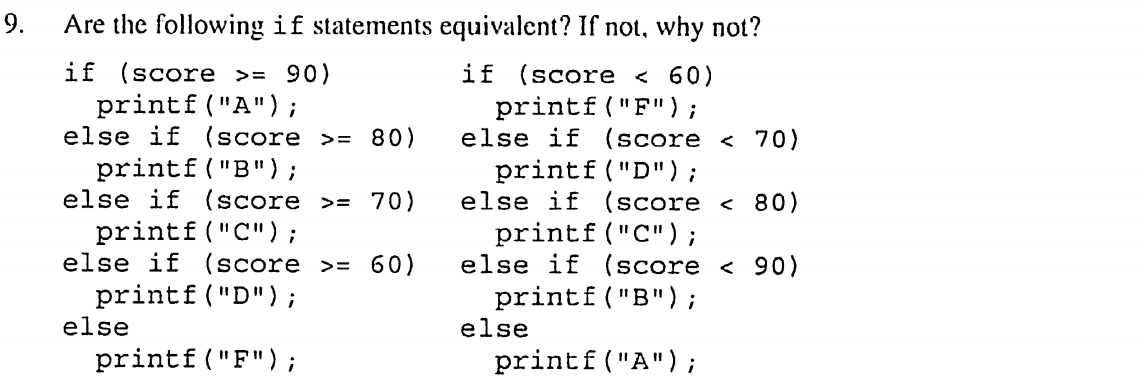 9. Are the following if statements equivalent? If not, why not?
if (score >= 90)
printf("A");
else if (score >= 80)
printf("B");
else if (score >= 70)
printf("C");
else if (score >= 60)
printf("D");
else
printf("F");
if (score < 60)
printf("F");
else if (score < 70)
printf("D");
else if (score < 80)
printf("C");
else if (score < 90)
printf("B");
else
printf("A");